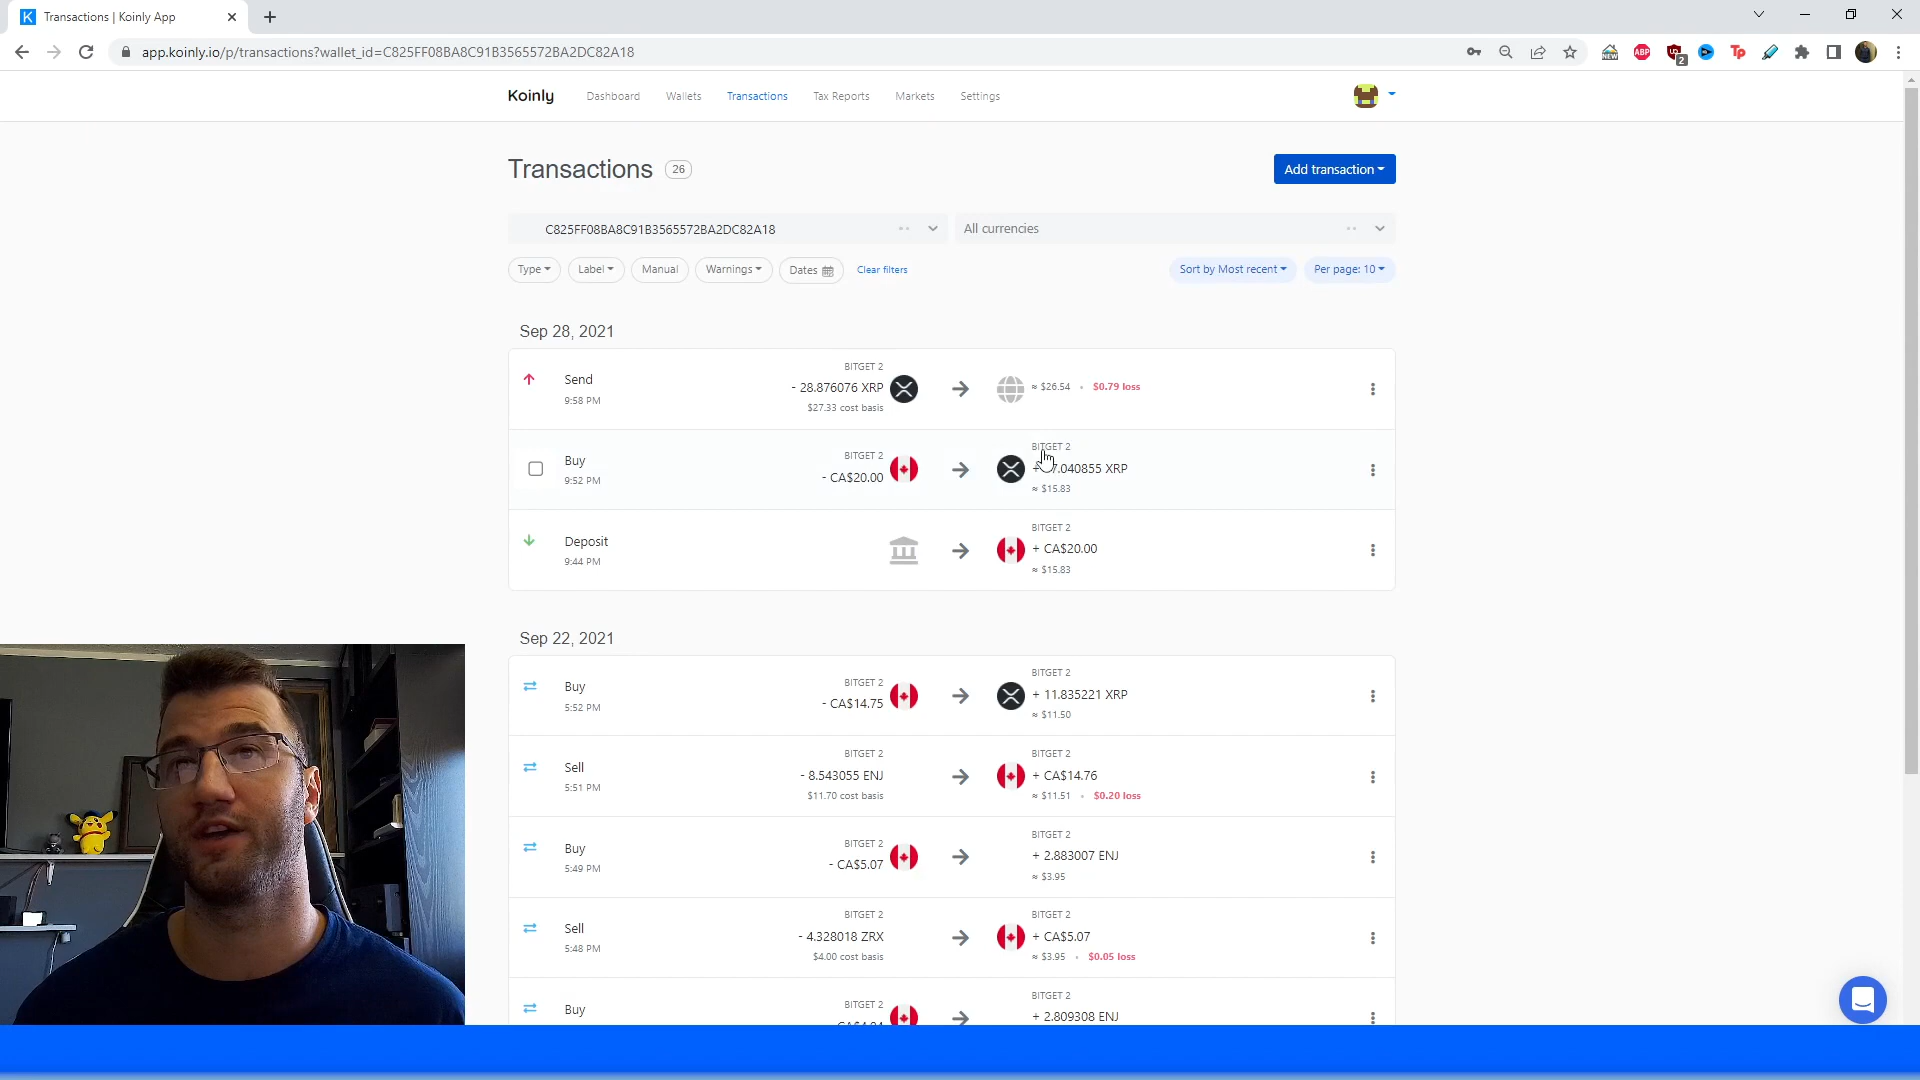 Transactions | Koinly App
app.koinly.io/p/transactions?wallet_id=C825FF08BA8C91B3565572BA2DC82A18
NEW
ABP
2
Tp
Koinly
Dashboard
Wallets
Transactions
Tax Reports
Markets
Settings
Transactions 26
Add transaction
C825FF08BA8C91B3565572BA2DC82A18
All currencies
Type
Label
Manual
Warnings
Dates
Clear filters
Sort by Most recent
Per page: 10
Sep 28, 2021
Send
9:58 PM
BITGET 2
- 28.876076 XRP
$27.33 cost basis
≈ $26.54 • $0.79 loss
Buy
9:52 PM
BITGET 2
- CA$20.00
BITGET 2
7.040855 XRP
≈ $15.83
Deposit
9:44 PM
BITGET 2
+ CA$20.00
≈ $15.83
Sep 22, 2021
Buy
5:52 PM
BITGET 2
- CA$14.75
BITGET 2
+ 11.835221 XRP
≈ $11.50
Sell
5:51 PM
BITGET 2
- 8.543055 ENJ
$11.70 cost basis
BITGET 2
+ CA$14.76
≈ $11.51 • $0.20 loss
Buy
5:49 PM
BITGET 2
- CA$5.07
BITGET 2
+ 2.883007 ENJ
≈ $3.95
Sell
5:48 PM
BITGET 2
- 4.328018 ZRX
$4.00 cost basis
BITGET 2
+ CA$5.07
≈ $3.95 • $0.05 loss
Buy
BITGET 2
BITGET 2
+ 2.809308 ENJ